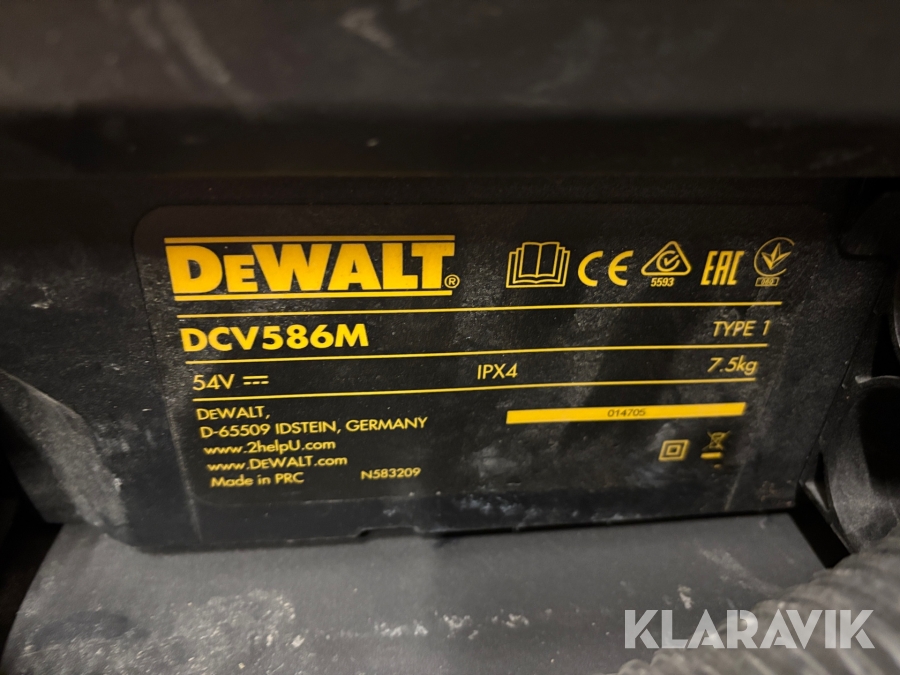 DEWALT®
CE 5593 EAC
DCV586M TYPE 1
54V IPX4 7.5kg
DEWALT,
D-65509 IDSTEIN, GERMANY
www.2helpU.com
www.DEWALT.com
Made in PRC N583209
014705
KLARAVIK